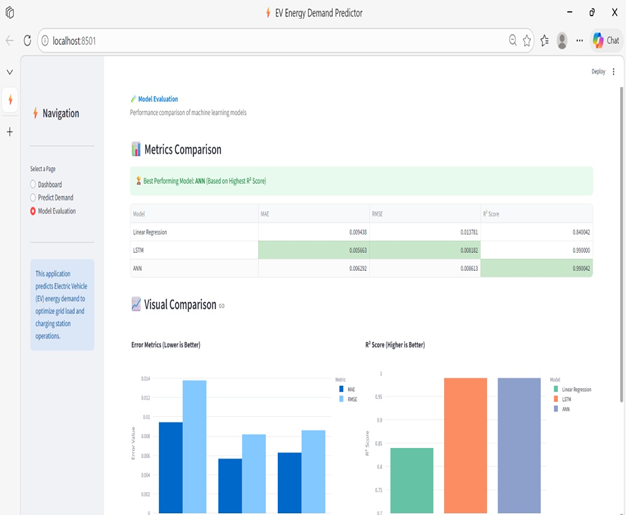 EV Energy Demand Predictor
localhost:8501
Chat
Deploy
Navigation
Select a Page
Dashboard
Predict Demand
Model Evaluation
This application
predicts Electric Vehicle
(EV) energy demand to
optimize grid load and
charging station
operations.
Model Evaluation
Performance comparison of machine learning models
Metrics Comparison
Best Performing Model: ANN (Based on Highest R² Score)
Model MAE RMSE R² Score
Linear Regression 0.009438 0.013781 0.840042
LSTM 0.005663 0.008182 0.990000
ANN 0.006292 0.008613 0.990042
Visual Comparison
Error Metrics (Lower is Better)
Metric
MAE
RMSE
0.014
0.012
0.01
0.008
0.006
0.004
0.002
0
Error Value
R² Score (Higher is Better)
Model
Linear Regression
LSTM
ANN
1
0.95
0.9
0.85
0.8
0.75
0.7
R² Score